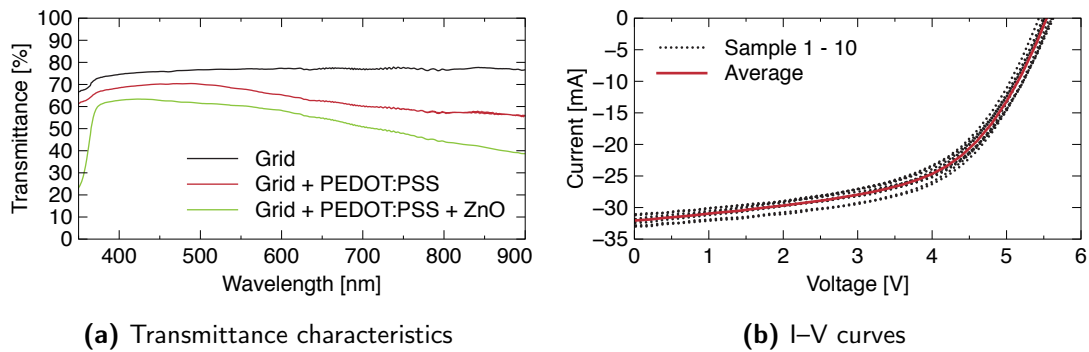 100
90
80
70
60
50
40
30
20
10
0
Transmittance [%]
Grid
Grid + PEDOT:PSS
Grid + PEDOT:PSS + ZnO
400 500 600 700 800 900
Wavelength [nm]
(a) Transmittance characteristics
0
−5
−10
−15
−20
−25
−30
−35
Current [mA]
Sample 1 - 10
Average
0 1 2 3 4 5 6
Voltage [V]
(b) I–V curves